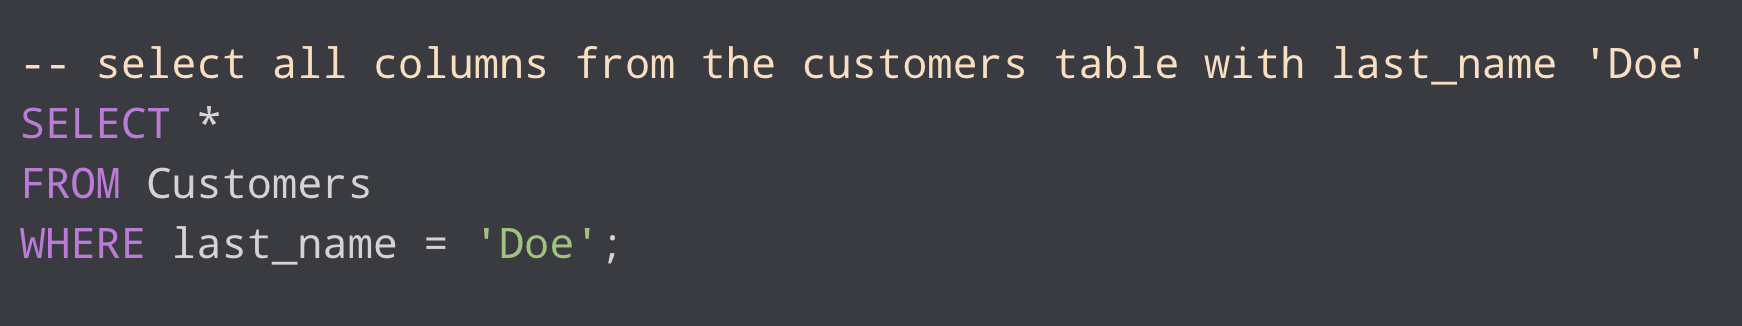 -- select all columns from the customers table with last_name 'Doe'
SELECT *
FROM Customers
WHERE last_name = 'Doe';